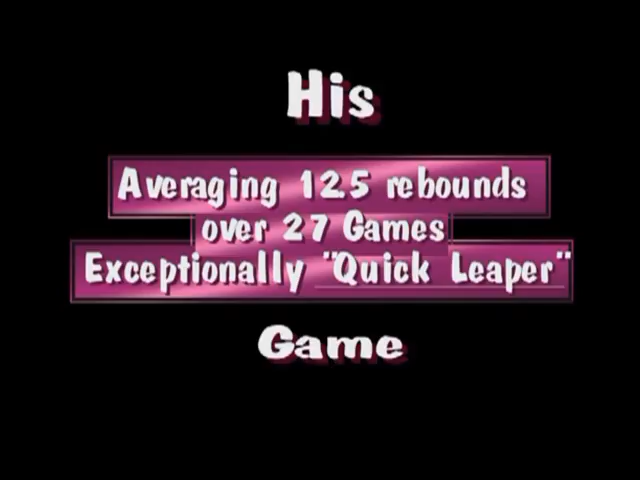 His
Averaging 12.5 rebounds
over 27 Games
Exceptionally "Quick Leaper"
Game